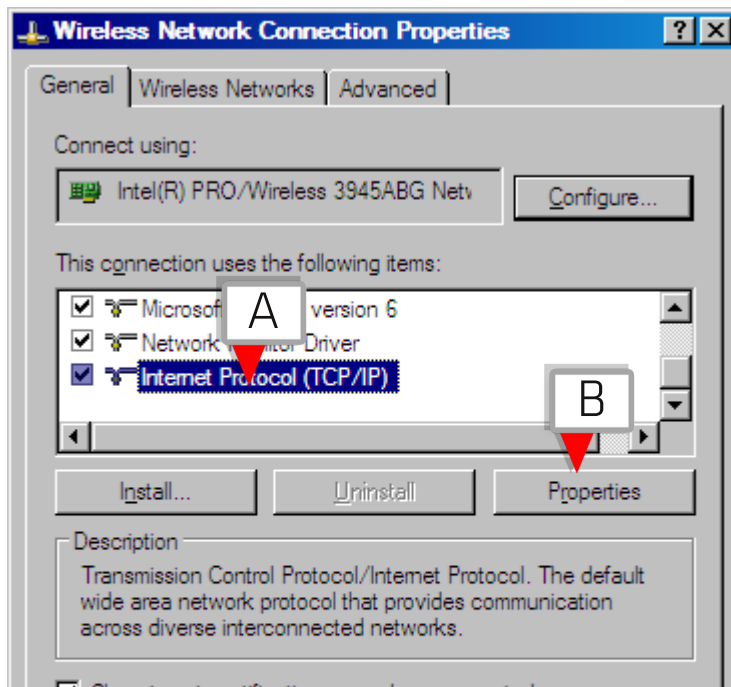 Wireless Network Connection Properties
General Wireless Networks Advanced
Connect using:
Intel(R) PRO/Wireless 3945ABG Netw
Configure...
This connection uses the following items:
Microsof version 6
A
Network Driver
Internet Protocol (TCP/IP)
B
Install... Uninstall Properties
Description
Transmission Control Protocol/Internet Protocol. The default
wide area network protocol that provides communication
across diverse interconnected networks.